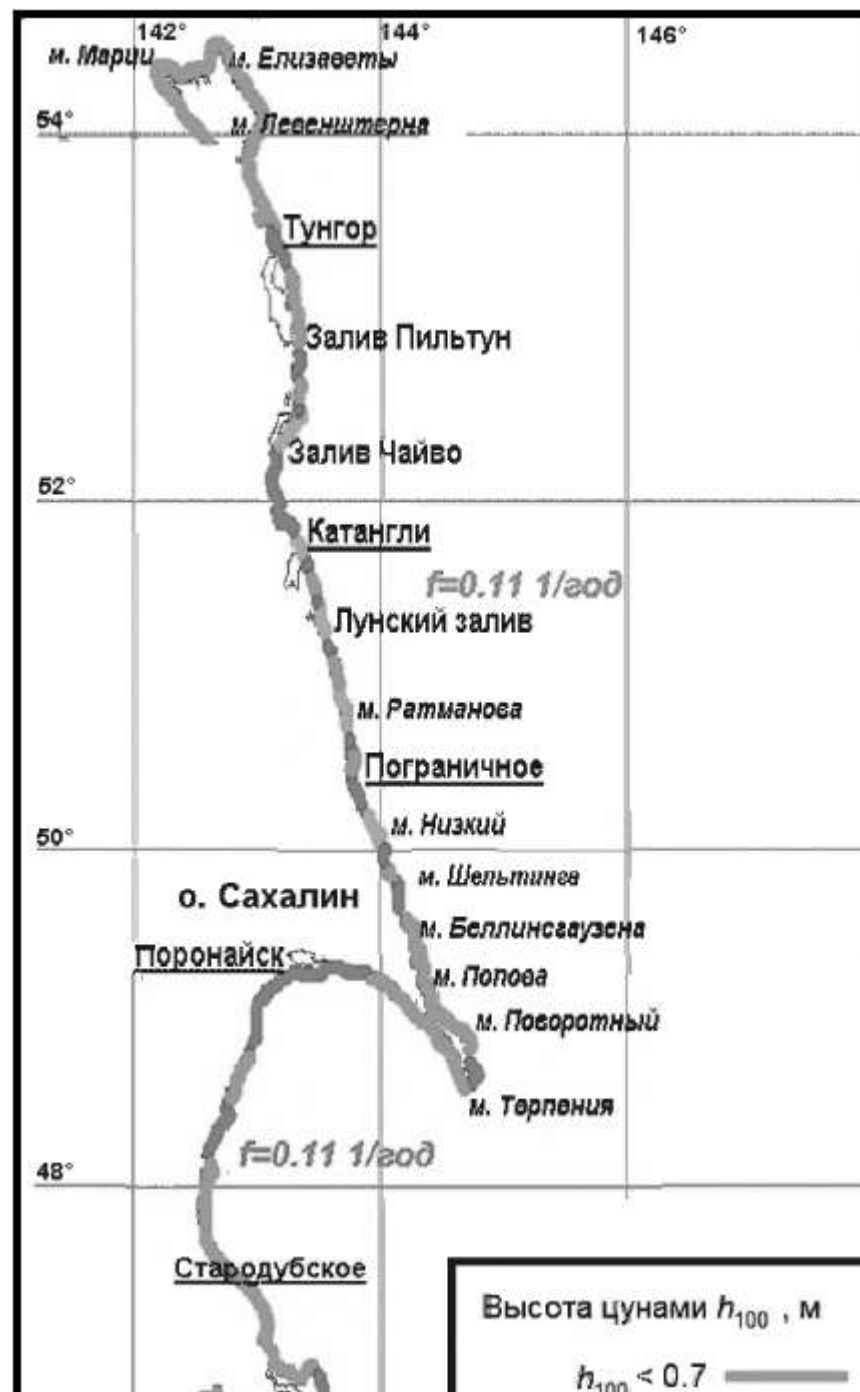 142° 144° 146°
м. Марии
м. Елизаветы
м. Левенштерна
54°
Тунгор
Залив Пильтун
Залив Чайво
52°
Катангли
f=0.11 1/год
Лунский залив
м. Ратманова
Пограничное
м. Низкий
50°
м. Шельтинга
о. Сахалин
м. Беллинсгаузена
Поронайск
м. Попова
м. Поворотный
м. Терпения
f=0.11 1/год
48°
Стародубское
Высота цунами h₁₀₀ , м
h₁₀₀ < 0.7